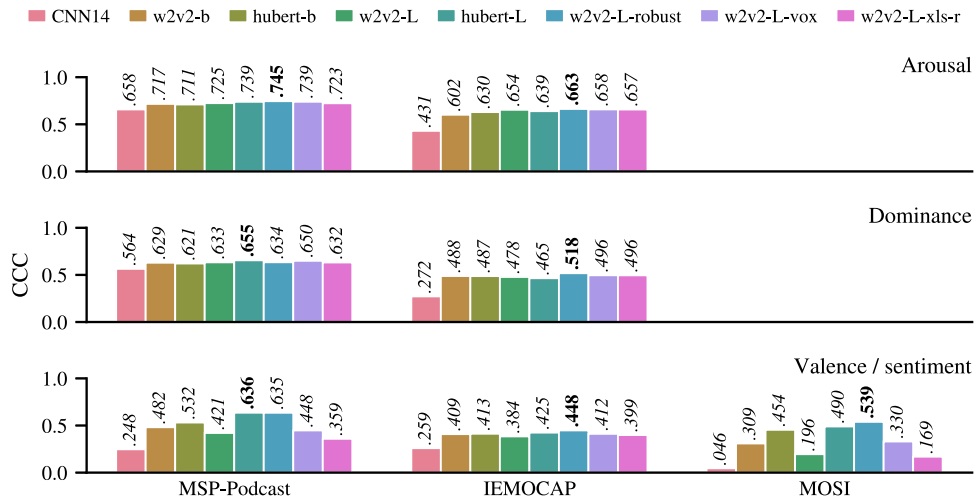 CNN14 w2v2-b hubert-b w2v2-L hubert-L w2v2-L-robust w2v2-L-vox w2v2-L-xls-r
Arousal
1.0
0.5
0.0
.658 .717 .711 .725 .739 .745 .739 .723
.431 .602 .630 .654 .639 .663 .658 .657
Dominance
CCC
1.0
0.5
0.0
.564 .629 .621 .633 .655 .634 .650 .632
.272 .488 .487 .478 .465 .518 .496 .496
Valence / sentiment
1.0
0.5
0.0
.248 .482 .532 .421 .636 .635 .448 .359
.259 .409 .413 .384 .425 .448 .412 .399
.046 .309 .454 .196 .490 .539 .330 .169
MSP-Podcast IEMOCAP MOSI